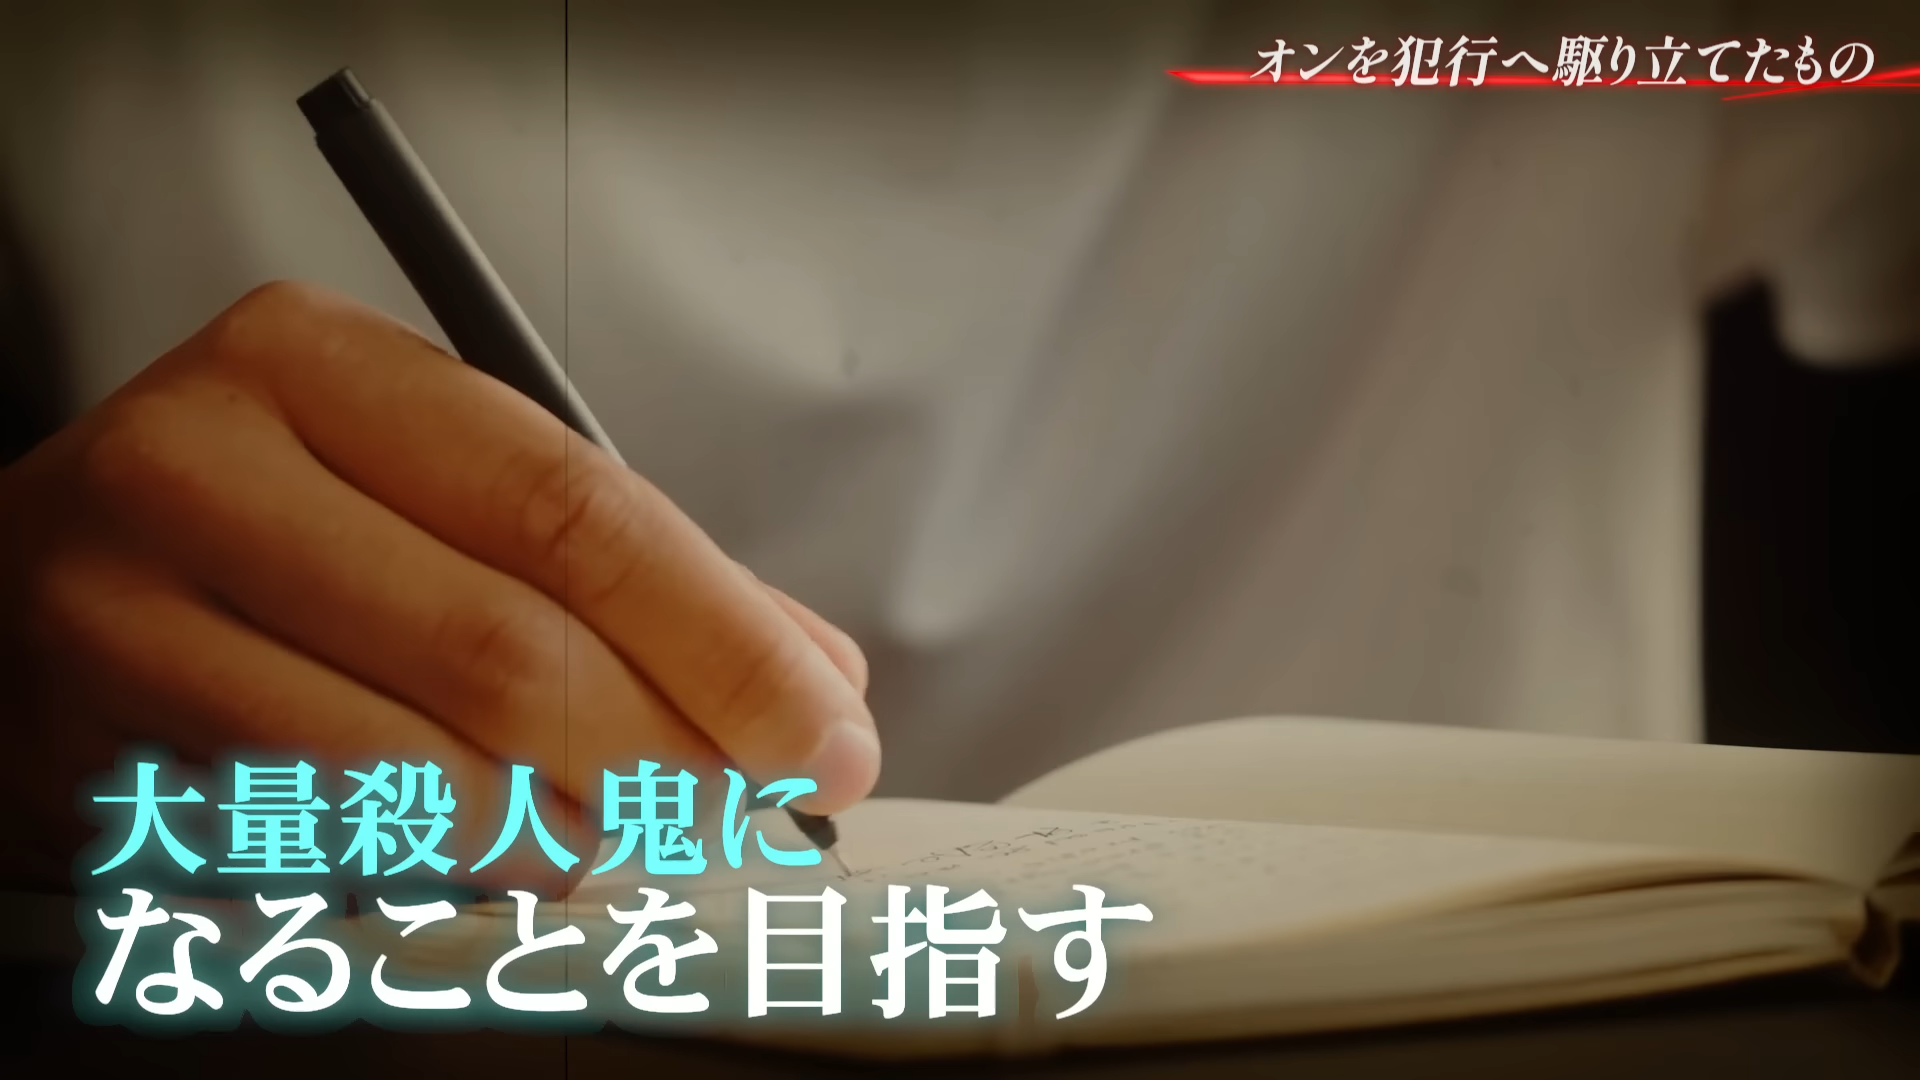 オンを犯行へ駆り立てたもの
大量殺人鬼に
なることを目指す